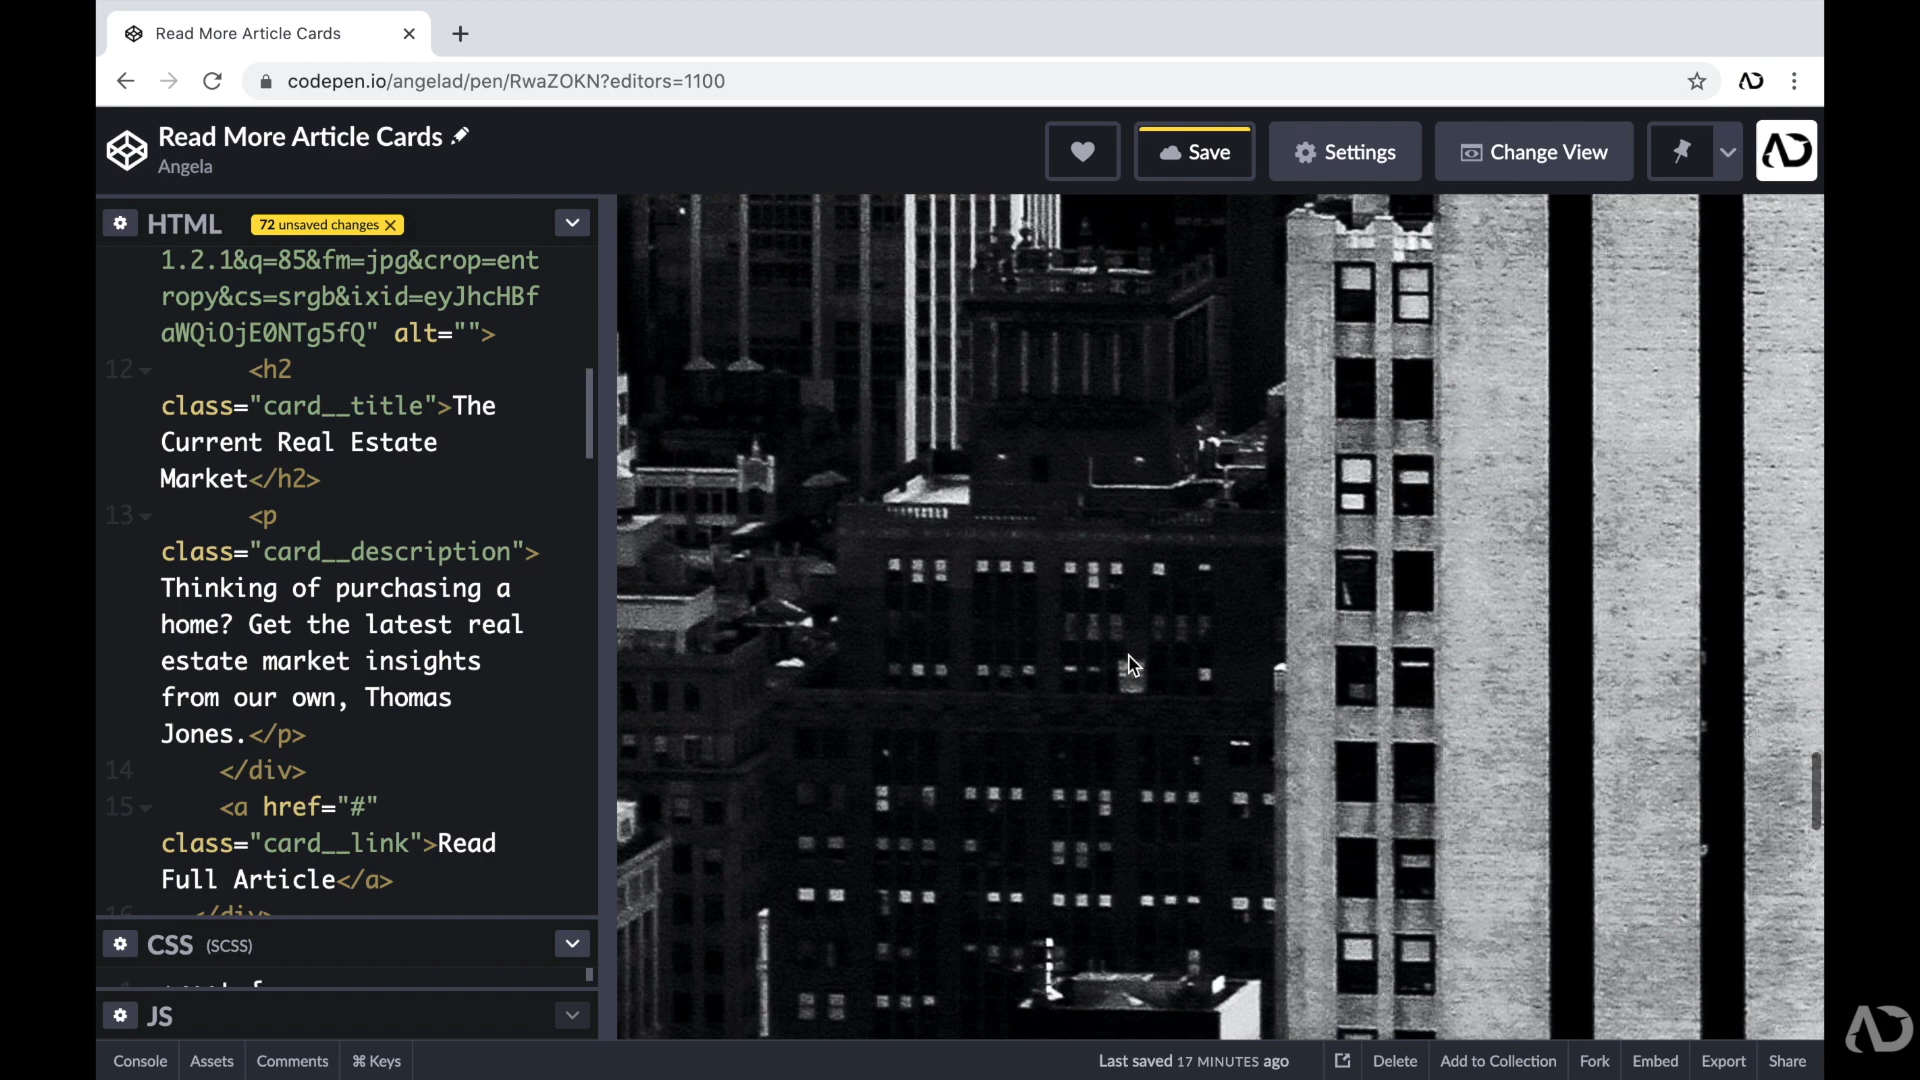 Read More Article Cards
codepen.io/angelad/pen/RwaZOKN?editors=1100
Read More Article Cards
Angela
Save
Settings
Change View
HTML
72 unsaved changes
1.2.1&q=85&fm=jpg&crop=ent
ropy&cs=srgb&ixid=eyJhcHBf
aWQiOjE0NTg5fQ" alt="">
12 <h2
class="card__title">The
Current Real Estate
Market</h2>
13 <p
class="card__description">
Thinking of purchasing a
home? Get the latest real
estate market insights
from our own, Thomas
Jones.</p>
14 </div>
15 <a href="#"
class="card__link">Read
Full Article</a>
16 </div>
CSS (SCSS)
JS
Console Assets Comments ⌘ Keys Last saved 17 MINUTES ago Delete Add to Collection Fork Embed Export Share